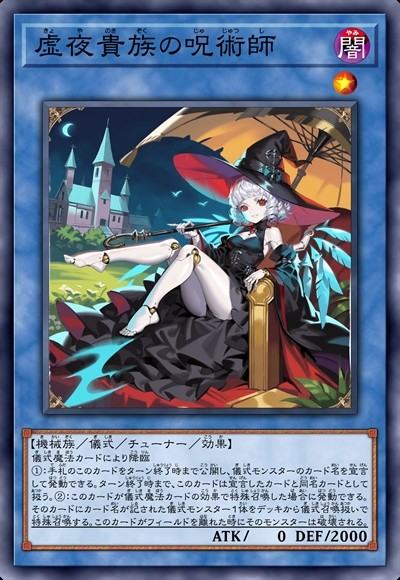 虚夜貴族の呪術師
闇
【機械族／儀式／チューナー／効果】
儀式魔法カードにより降臨
①：手札のこのカードをターン終了時まで公開し、儀式モンスターのカード名を宣言
して発動できる。ターン終了時まで、このカードは宣言したカードと同名カードとして
扱う。②：このカードが儀式魔法カードの効果で特殊召喚した場合に発動できる。
そのカードにカード名が記された儀式モンスター1体をデッキから儀式召喚扱いで
特殊召喚する。このカードがフィールドを離れた時にそのモンスターは破壊される。
ATK/ 0 DEF/2000